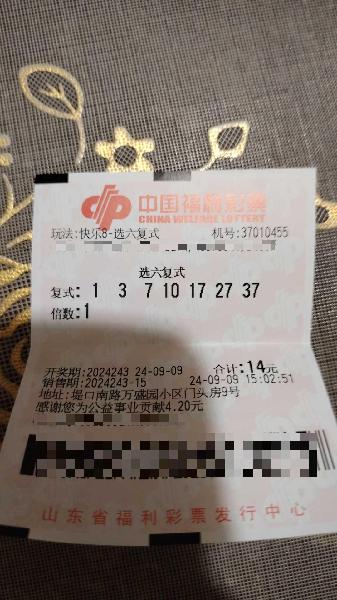 中国福利彩票
CHINA WELFARE LOTTERY
玩法:快乐8-选六复式 机号:37010455
选六复式
复式: 1 3 7 10 17 27 37
倍数:1
开奖期:2024243 24-09-09 合计:14元
销售期:2024243-15 24-09-09 15:02:51
地址:堤口南路万盛园小区门头房9号
感谢您为公益事业贡献4.20元
山东省福利彩票发行中心